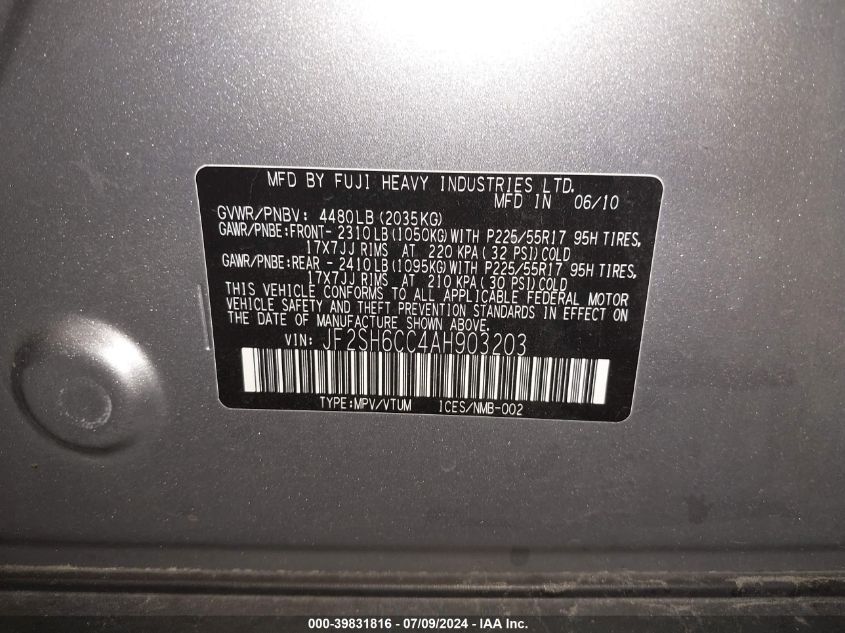 MFD BY FUJI HEAVY INDUSTRIES LTD.
MFD IN 06/10
GVWR/PNBV: 4480LB(2035KG)
GAWR/PNBE:FRONT- 2310LB(1050KG)WITH P225/55R17 95H TIRES,
17X7JJ RIMS AT 220 KPA(32 PSI)COLD
GAWR/PNBE:REAR - 2410LB(1095KG)WITH P225/55R17 95H TIRES,
17X7JJ RIMS AT 210 KPA(30 PSI)COLD
THIS VEHICLE CONFORMS TO ALL APPLICABLE FEDERAL MOTOR
VEHICLE SAFETY AND THEFT PREVENTION STANDARDS IN EFFECT ON
THE DATE OF MANUFACTURE SHOWN ABOVE.
VIN: JF2SH6CC4AH903203
TYPE:MPV/VTUM ICES/NMB-002
000-39831816 - 07/09/2024 - IAA Inc.